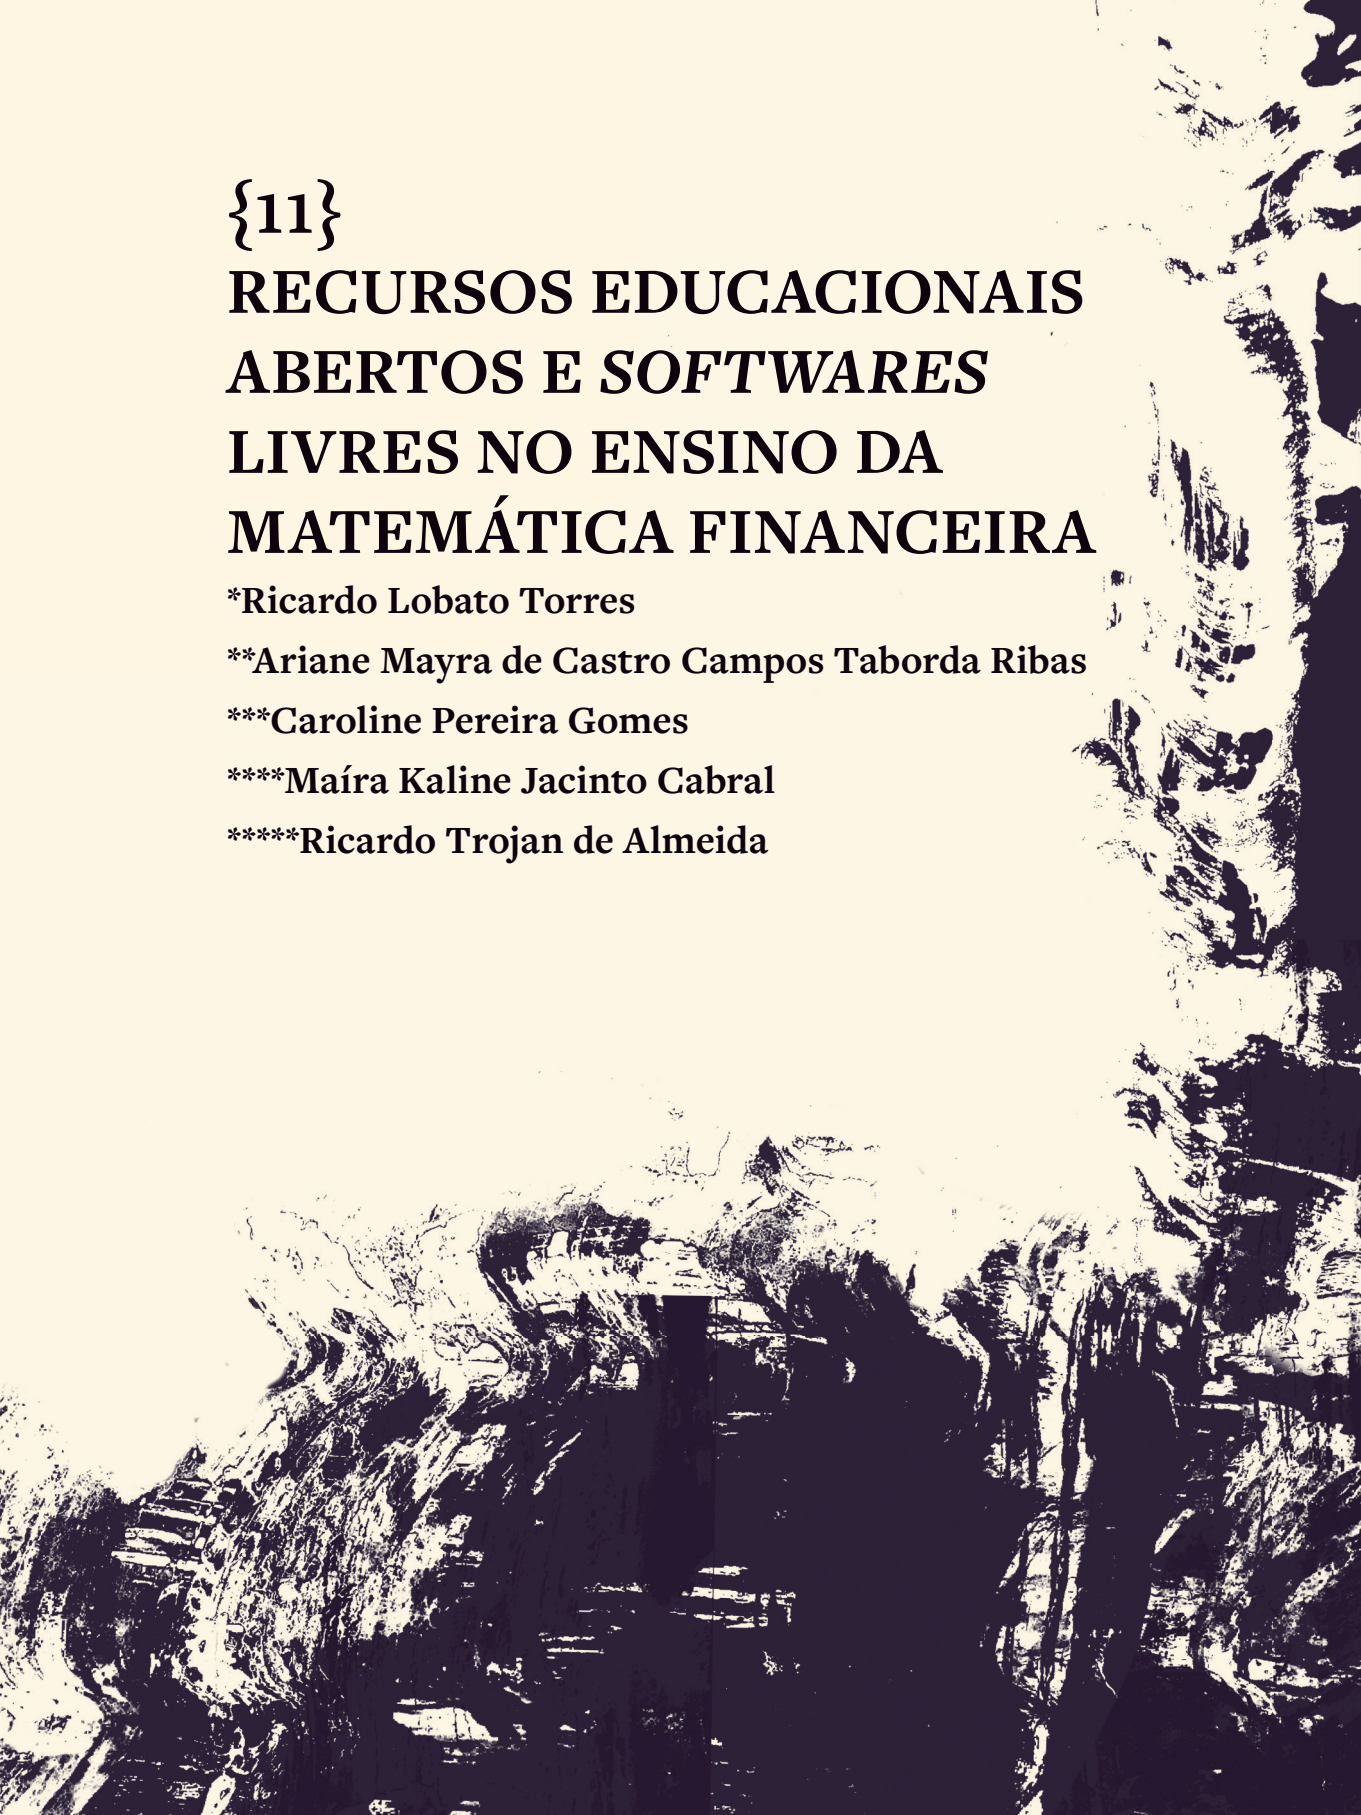 {11}
RECURSOS EDUCACIONAIS
ABERTOS E SOFTWARES
LIVRES NO ENSINO DA
MATEMÁTICA FINANCEIRA
*Ricardo Lobato Torres
**Ariane Mayra de Castro Campos Taborda Ribas
***Caroline Pereira Gomes
****Maíra Kaline Jacinto Cabral
*****Ricardo Trojan de Almeida